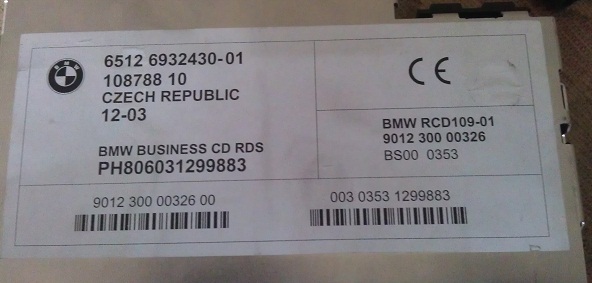 BMW
6512 6932430-01
108788 10
CZECH REPUBLIC
12-03
BMW BUSINESS CD RDS
PH806031299883
CE
BMW RCD109-01
9012 300 00326
BS00 0353
9012 300 00326 00
003 0353 1299883